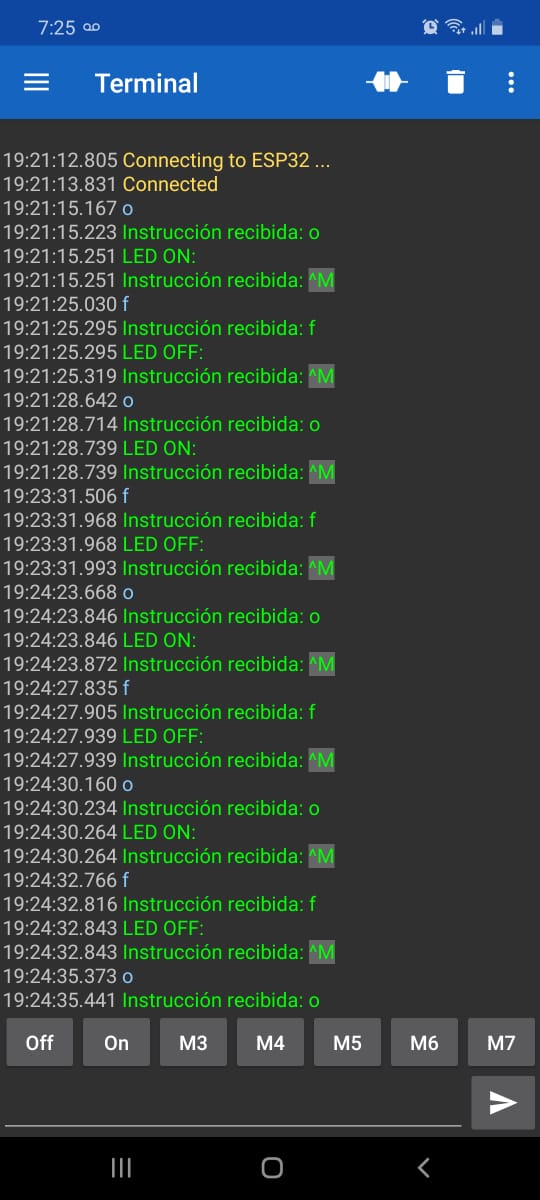 7:25
Terminal
19:21:12.805 Connecting to ESP32 ...
19:21:13.831 Connected
19:21:15.167 o
19:21:15.223 Instrucción recibida: o
19:21:15.251 LED ON:
19:21:15.251 Instrucción recibida: ^M
19:21:25.030 f
19:21:25.295 Instrucción recibida: f
19:21:25.295 LED OFF:
19:21:25.319 Instrucción recibida: ^M
19:21:28.642 o
19:21:28.714 Instrucción recibida: o
19:21:28.739 LED ON:
19:21:28.739 Instrucción recibida: ^M
19:23:31.506 f
19:23:31.968 Instrucción recibida: f
19:23:31.968 LED OFF:
19:23:31.993 Instrucción recibida: ^M
19:24:23.668 o
19:24:23.846 Instrucción recibida: o
19:24:23.846 LED ON:
19:24:23.872 Instrucción recibida: ^M
19:24:27.835 f
19:24:27.905 Instrucción recibida: f
19:24:27.939 LED OFF:
19:24:27.939 Instrucción recibida: ^M
19:24:30.160 o
19:24:30.234 Instrucción recibida: o
19:24:30.264 LED ON:
19:24:30.264 Instrucción recibida: ^M
19:24:32.766 f
19:24:32.816 Instrucción recibida: f
19:24:32.843 LED OFF:
19:24:32.843 Instrucción recibida: ^M
19:24:35.373 o
19:24:35.441 Instrucción recibida: o
Off On M3 M4 M5 M6 M7